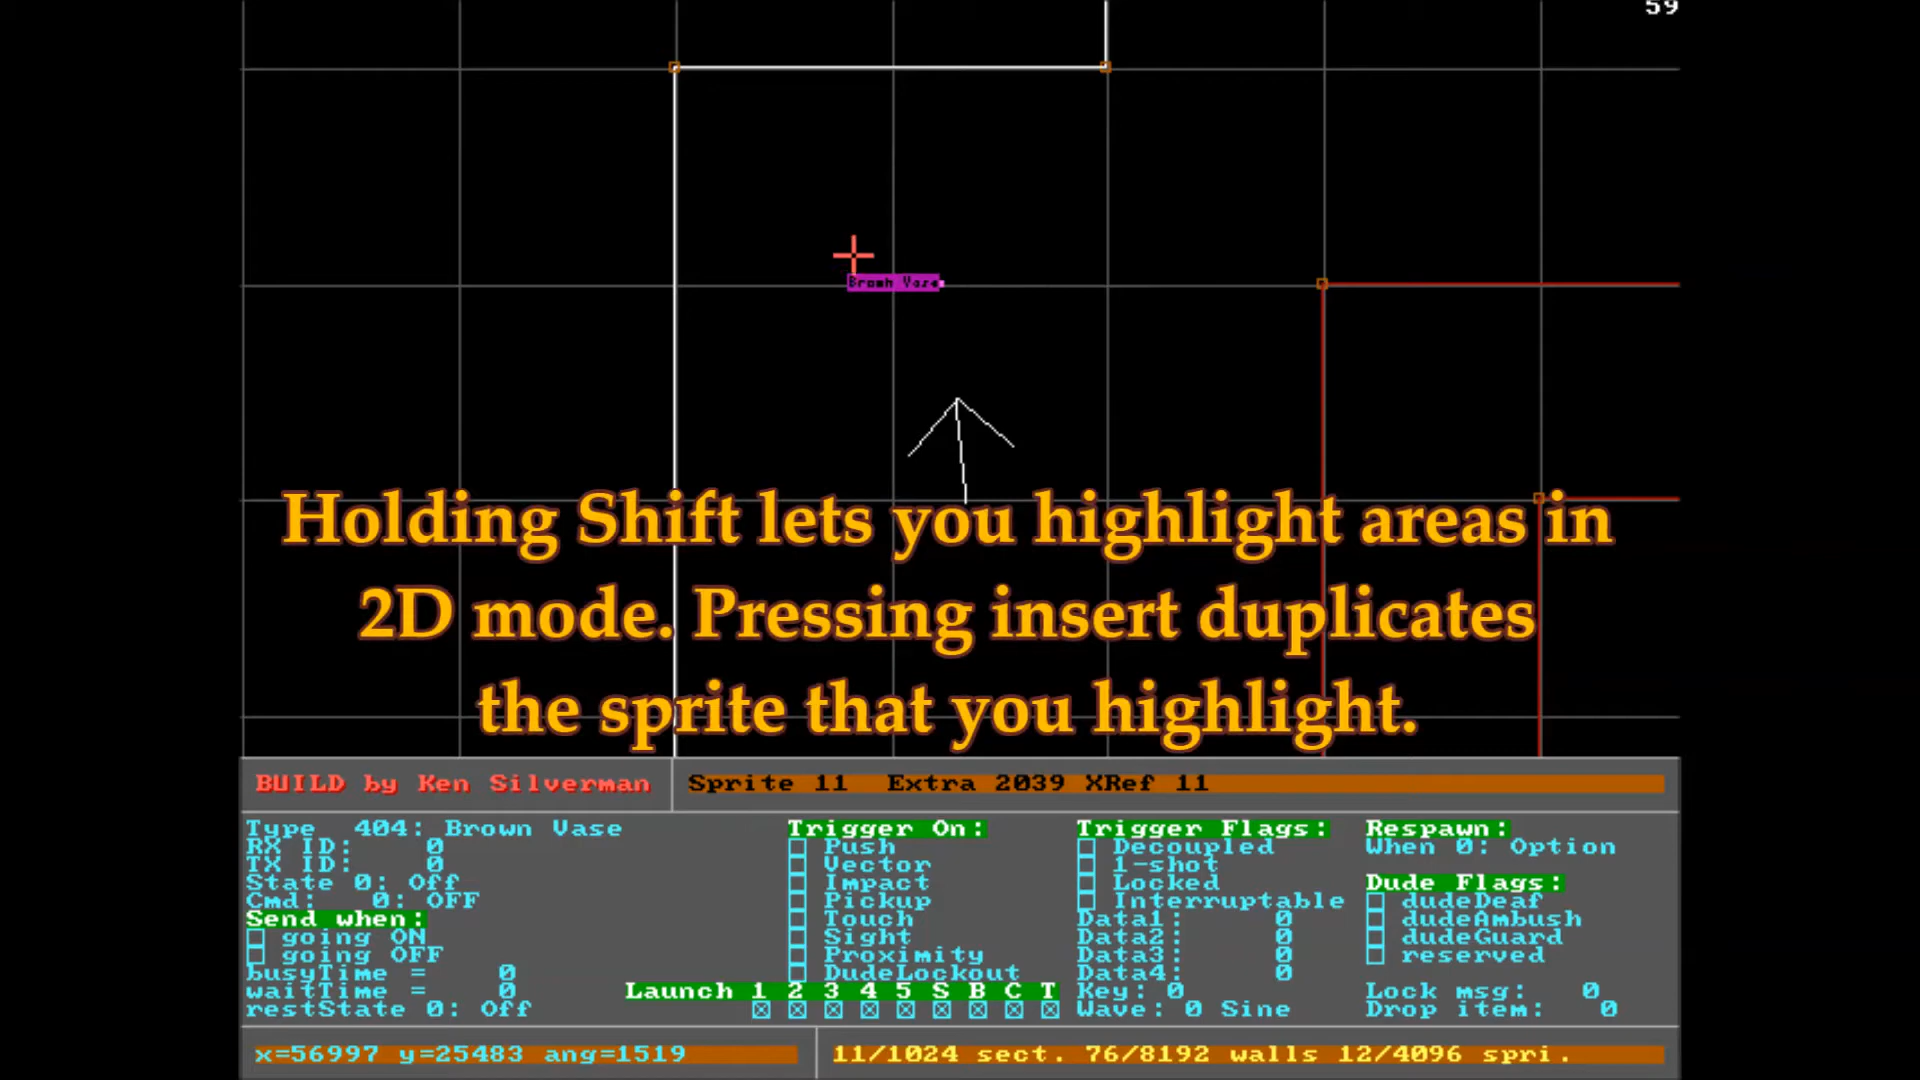 59
Brown Vase
Holding Shift lets you highlight areas in
2D mode. Pressing insert duplicates
the sprite that you highlight.
BUILD by Ken Silverman
Sprite 11 Extra 2039 XRef 11
Type 404: Brown Vase
RX ID: 0
TX ID: 0
State 0: Off
Cmd: 0: OFF
Send when:
going ON
going OFF
busyTime = 0
waitTime = 0
restState 0: Off
Trigger On:
Push
Vector
Impact
Pickup
Touch
Sight
Proximity
DudeLockout
Launch 1 2 3 4 5 S B C T
Trigger Flags:
Decoupled
1-shot
Locked
Interruptable
Data1: 0
Data2: 0
Data3: 0
Data4: 0
Key: 0
Wave: 0 Sine
Respawn:
When 0: Option
Dude Flags:
dudeDeaf
dudeAmbush
dudeGuard
reserved
Lock msg: 0
Drop item: 0
x=56997 y=25483 ang=1519
11/1024 sect. 76/8192 walls 12/4096 spri.